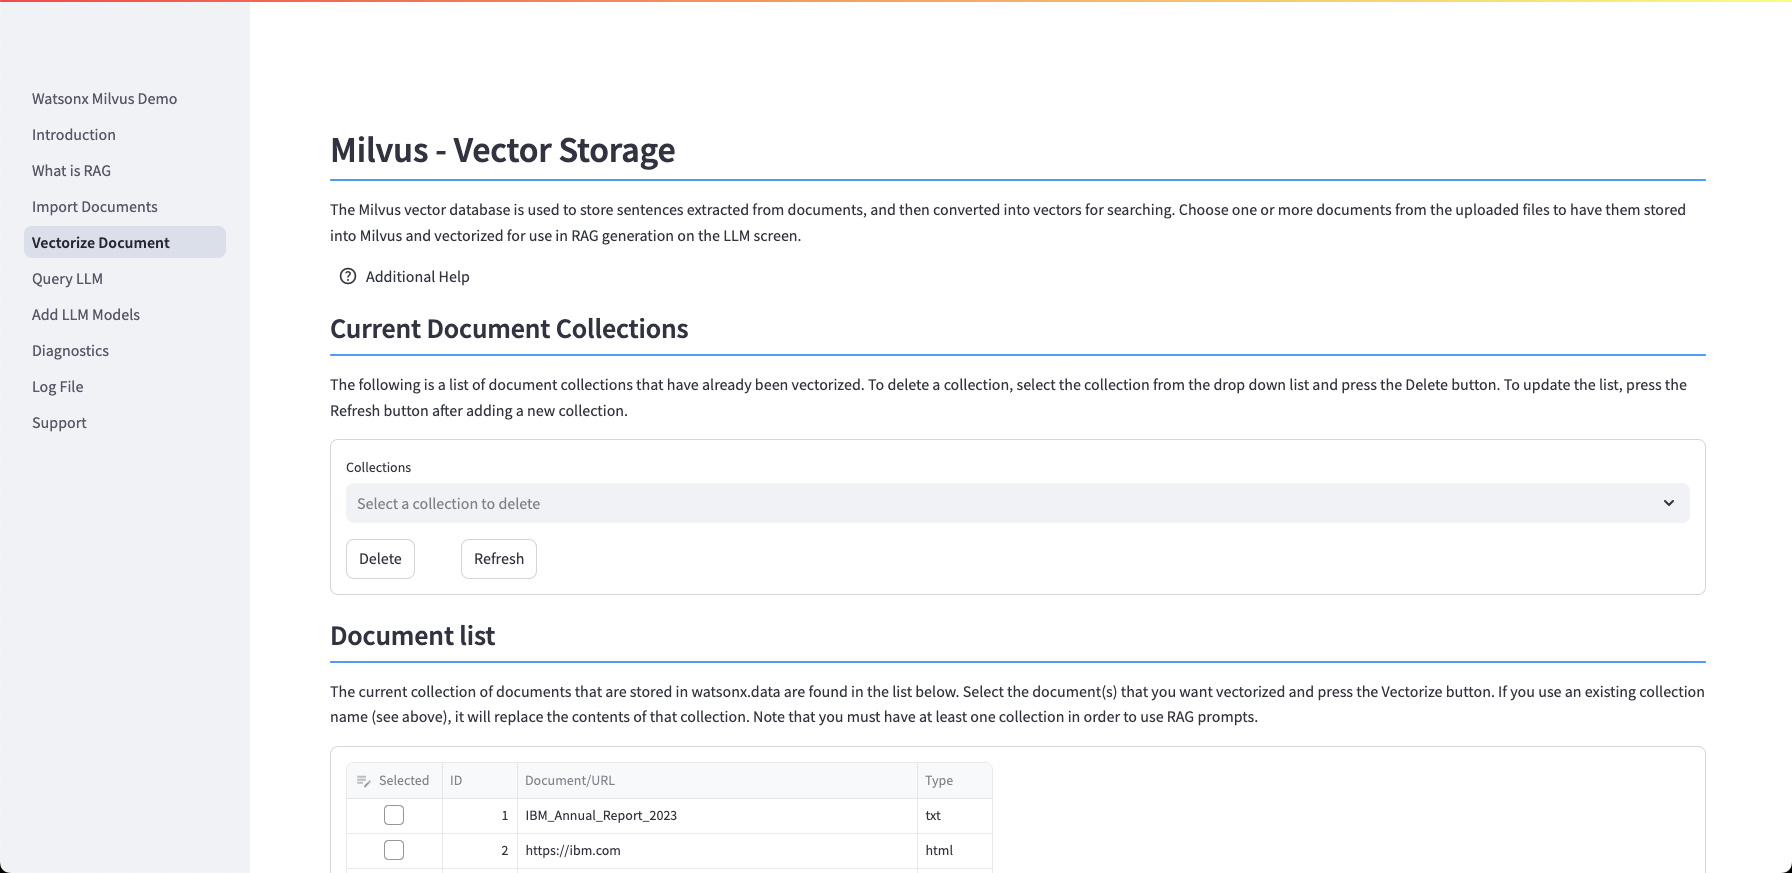 Watsonx Milvus Demo
Introduction
What is RAG
Import Documents
Vectorize Document
Query LLM
Add LLM Models
Diagnostics
Log File
Support
Milvus - Vector Storage
The Milvus vector database is used to store sentences extracted from documents, and then converted into vectors for searching. Choose one or more documents from the uploaded files to have them stored
into Milvus and vectorized for use in RAG generation on the LLM screen.
Additional Help
Current Document Collections
The following is a list of document collections that have already been vectorized. To delete a collection, select the collection from the drop down list and press the Delete button. To update the list, press the
Refresh button after adding a new collection.
Collections
Select a collection to delete
Delete Refresh
Document list
The current collection of documents that are stored in watsonx.data are found in the list below. Select the document(s) that you want vectorized and press the Vectorize button. If you use an existing collection
name (see above), it will replace the contents of that collection. Note that you must have at least one collection in order to use RAG prompts.
Selected ID Document/URL Type
1 IBM_Annual_Report_2023 txt
2 https://ibm.com html